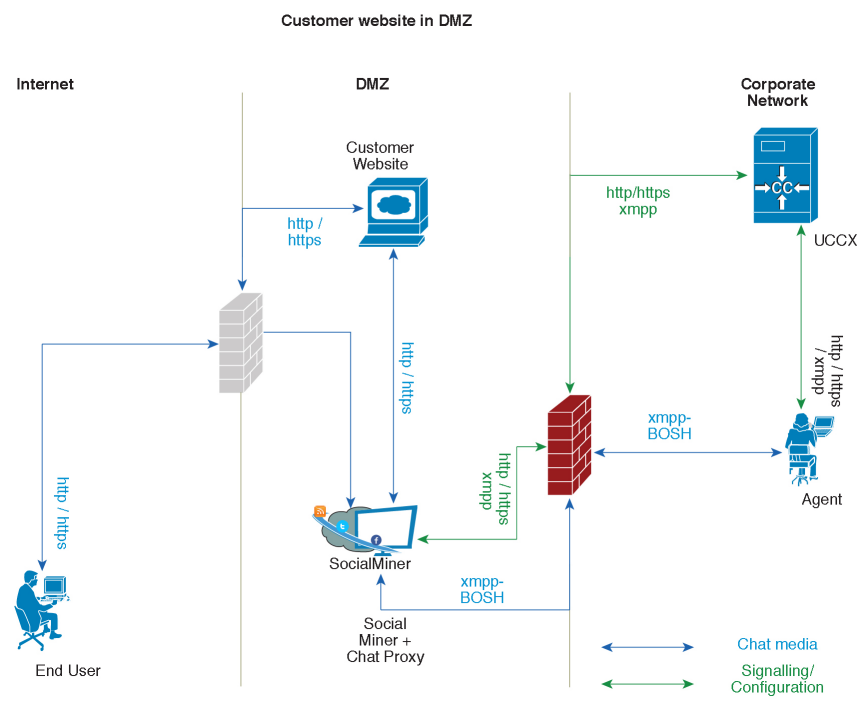 Customer website in DMZ
Internet
DMZ
Corporate
Network
Customer
Website
http /
https
http/https
xmpp
CC
UCCX
http / https
http / https
/ xmpp
xmpp-
BOSH
Agent
http / https
xmpp
http / https
SocialMiner
xmpp-
BOSH
Social
Miner +
Chat Proxy
End User
Chat media
Signalling/
Configuration